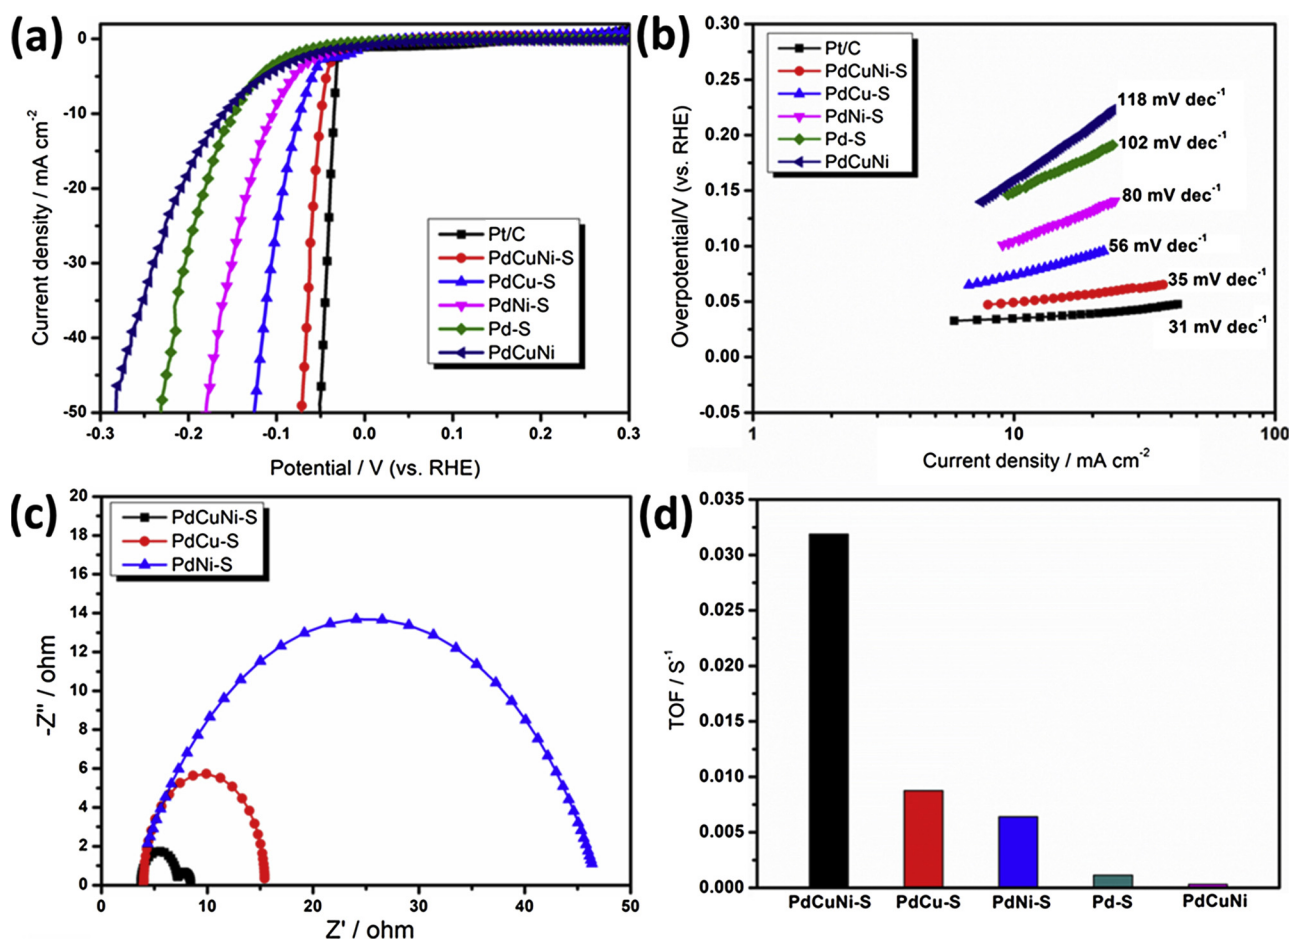 (a)
0
-10
-20
-30
-40
-50
-0.3
-0.2
-0.1
0.0
0.1
0.2
0.3
Current density / mA cm-2
Potential / V (vs. RHE)
Pt/C
PdCuNi-S
PdCu-S
PdNi-S
Pd-S
PdCuNi
(b)
0.30
0.25
0.20
0.15
0.10
0.05
0.00
-0.05
1
10
100
Overpotential/V (vs. RHE)
Current density / mA cm-2
Pt/C
PdCuNi-S
PdCu-S
PdNi-S
Pd-S
PdCuNi
118 mV dec-1
102 mV dec-1
80 mV dec-1
56 mV dec-1
35 mV dec-1
31 mV dec-1
(c)
20
18
16
14
12
10
8
6
4
2
0
0
10
20
30
40
50
-Z'' / ohm
Z' / ohm
PdCuNi-S
PdCu-S
PdNi-S
(d)
0.035
0.030
0.025
0.020
0.015
0.010
0.005
0.000
TOF / S-1
PdCuNi-S
PdCu-S
PdNi-S
Pd-S
PdCuNi